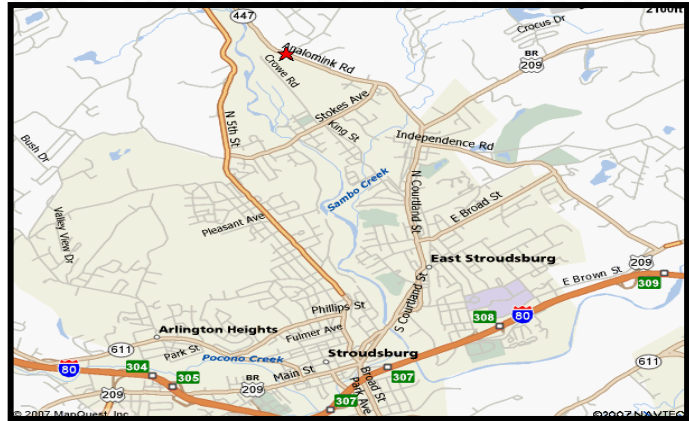 447
2100ft
Crocus Dr
BR
209
Analomink Rd
Crowe Rd
Stokes Ave
King St
N 5th St
Independence Rd
Bush Dr
Sambo Creek
N Courtland St
E Broad St
Pleasant Ave
Valley View Dr
East Stroudsburg
209
E Brown St
309
S Courtland St
Phillips St
308
80
Arlington Heights
Fulmer Ave
611
Park St
Pocono Creek
Stroudsburg
611
80
304
305
Main St
BR
209
307
209
Broad St
Park Ave
307
© 2007 MapQuest, Inc.
©2007 NAVTEQ